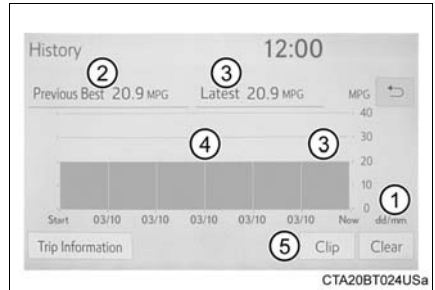 History 12:00
② ③
Previous Best 20.9 MPG Latest 20.9 MPG MPG
40
④ ③ 30
20
10
① 
0
Start 03/10 03/10 03/10 03/10 03/10 Now dd/mm
Trip Information ⑤ Clip Clear
CTA20BT024USa